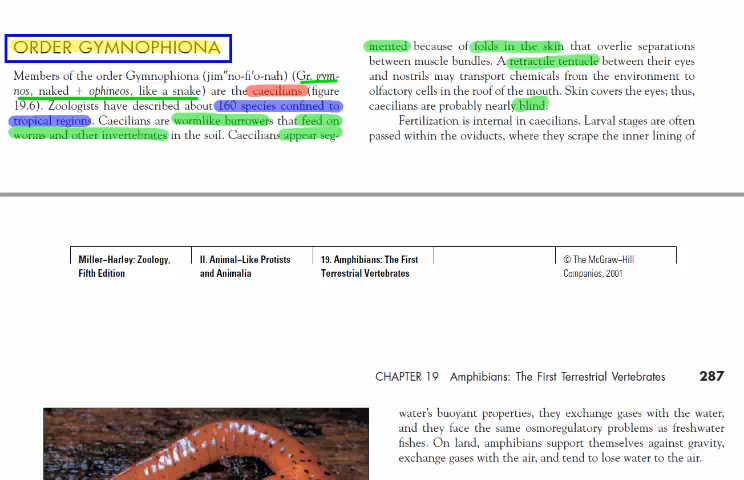 ORDER GYMNOPHIONA
Members of the order Gymnophiona (jim″no-fi′o-nah) (Gr. gym-
nos, naked + ophineos, like a snake) are the caecilians (figure
19.6). Zoologists have described about 160 species confined to
tropical regions. Caecilians are wormlike burrowers that feed on
worms and other invertebrates in the soil. Caecilians appear seg-
mented because of folds in the skin that overlie separations
between muscle bundles. A retractile tentacle between their eyes
and nostrils may transport chemicals from the environment to
olfactory cells in the roof of the mouth. Skin covers the eyes; thus,
caecilians are probably nearly blind.
Fertilization is internal in caecilians. Larval stages are often
passed within the oviducts, where they scrape the inner lining of
Miller−Harley: Zoology,
Fifth Edition
II. Animal−Like Protists
and Animalia
19. Amphibians: The First
Terrestrial Vertebrates
© The McGraw−Hill
Companies, 2001
CHAPTER 19 Amphibians: The First Terrestrial Vertebrates 287
water's buoyant properties, they exchange gases with the water,
and they face the same osmoregulatory problems as freshwater
fishes. On land, amphibians support themselves against gravity,
exchange gases with the air, and tend to lose water to the air.